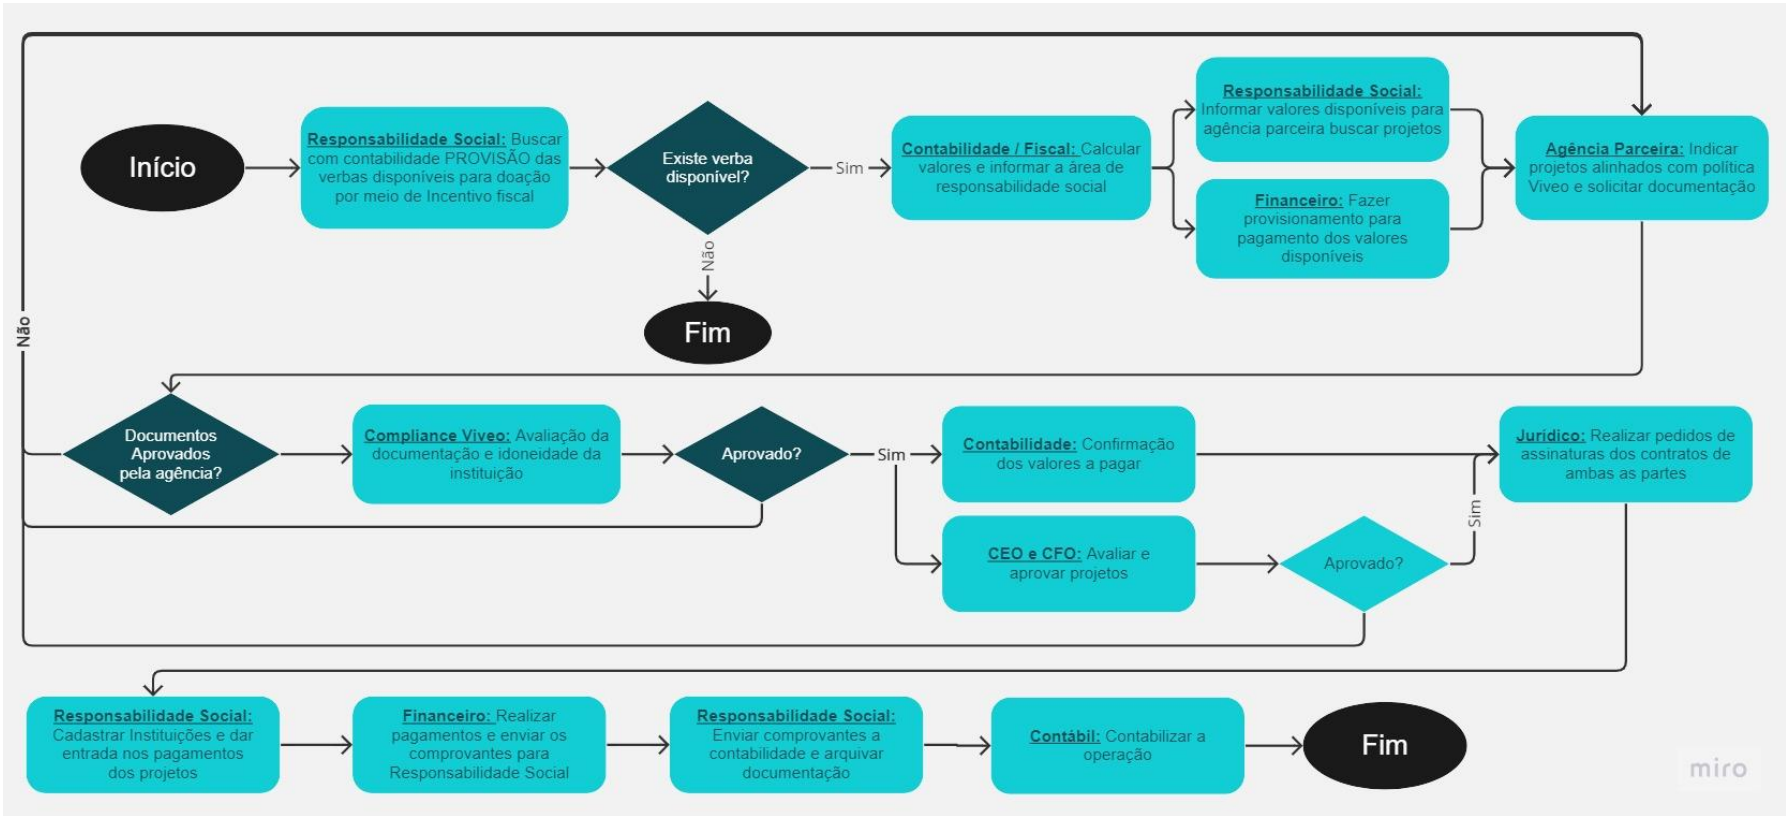 Início
Responsabilidade Social: Buscar
com contabilidade PROVISÃO das
verbas disponíveis para doação
por meio de Incentivo fiscal
Existe verba
disponível?
Sim
Não
Fim
Contabilidade / Fiscal: Calcular
valores e informar a área de
responsabilidade social
Responsabilidade Social:
Informar valores disponíveis para
agência parceira buscar projetos
Financeiro: Fazer
provisionamento para
pagamento dos valores
disponíveis
Agência Parceira: Indicar
projetos alinhados com política
Viveo e solicitar documentação
Não
Documentos
Aprovados
pela agência?
Compliance Viveo: Avaliação da
documentação e idoneidade da
instituição
Aprovado?
Sim
Contabilidade: Confirmação
dos valores a pagar
CEO e CFO: Avaliar e
aprovar projetos
Aprovado?
Sim
Jurídico: Realizar pedidos de
assinaturas dos contratos de
ambas as partes
Responsabilidade Social:
Cadastrar Instituições e dar
entrada nos pagamentos
dos projetos
Financeiro: Realizar
pagamentos e enviar os
comprovantes para
Responsabilidade Social
Responsabilidade Social:
Enviar comprovantes a
contabilidade e arquivar
documentação
Contábil: Contabilizar a
operação
Fim
miro